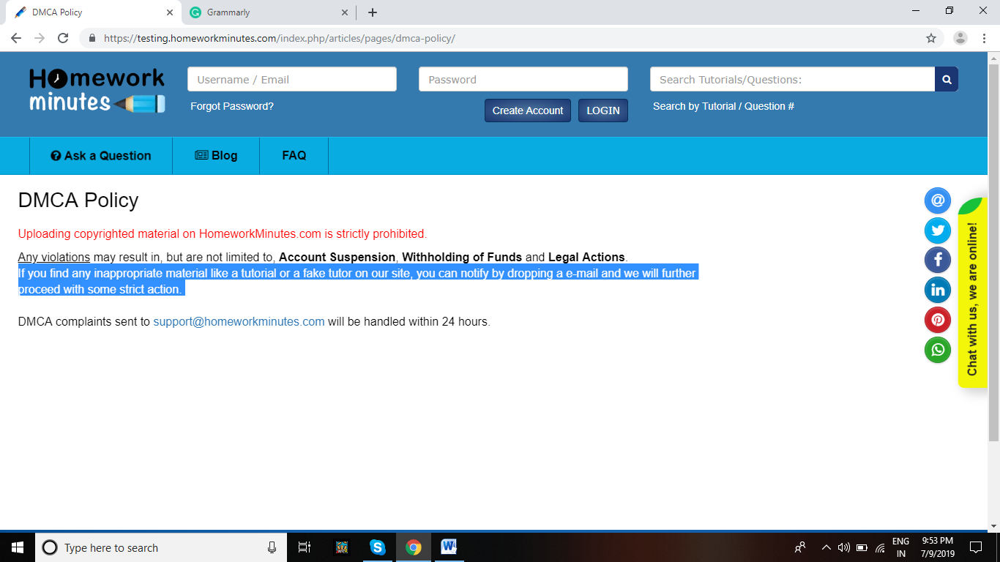 DMCA Policy
Grammarly
https://testing.homeworkminutes.com/index.php/articles/pages/dmca-policy/
Homework
minutes
Username / Email
Password
Search Tutorials/Questions:
Forgot Password?
Create Account
LOGIN
Search by Tutorial / Question #
Ask a Question
Blog
FAQ
DMCA Policy
Uploading copyrighted material on HomeworkMinutes.com is strictly prohibited.
Any violations may result in, but are not limited to, Account Suspension, Withholding of Funds and Legal Actions.
If you find any inappropriate material like a tutorial or a fake tutor on our site, you can notify by dropping a e-mail and we will further
proceed with some strict action.
DMCA complaints sent to support@homeworkminutes.com will be handled within 24 hours.
Chat with us, we are online!
Type here to search
ENG
IN
9:53 PM
7/9/2019